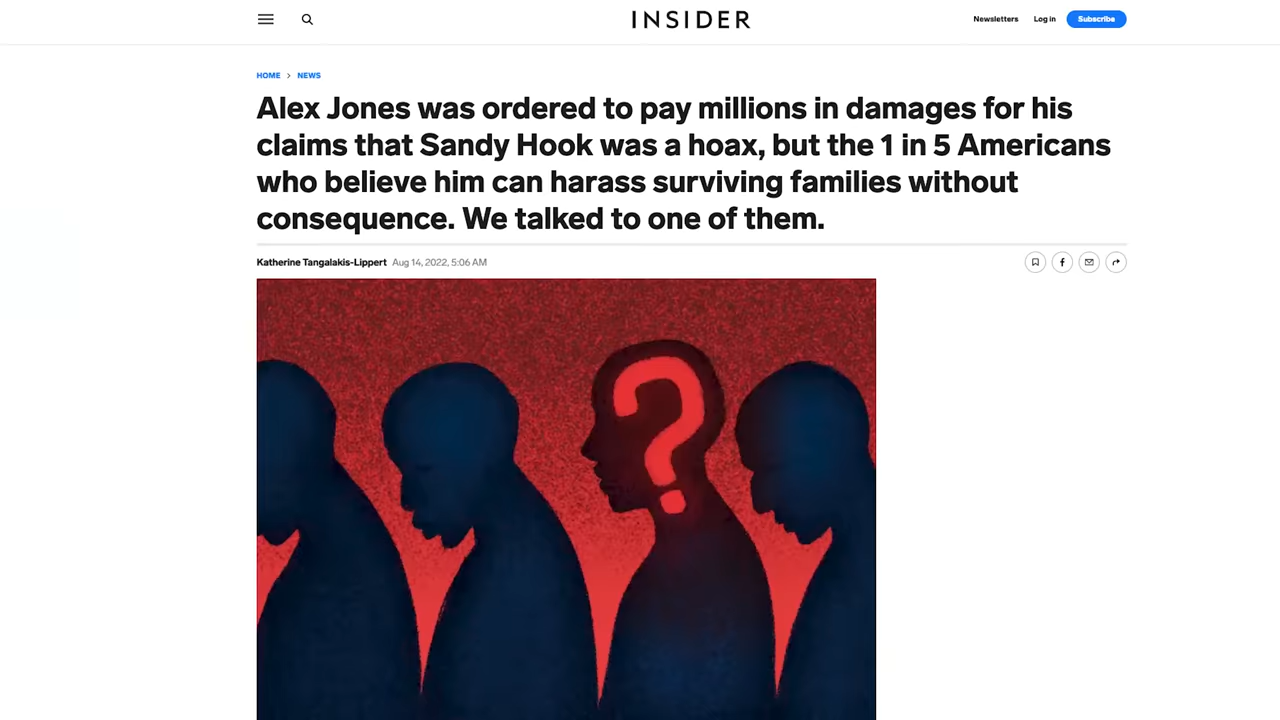 INSIDER
Newsletters Log in Subscribe
HOME > NEWS
Alex Jones was ordered to pay millions in damages for his
claims that Sandy Hook was a hoax, but the 1 in 5 Americans
who believe him can harass surviving families without
consequence. We talked to one of them.
Katherine Tangalakis-Lippert Aug 14, 2022, 5:06 AM